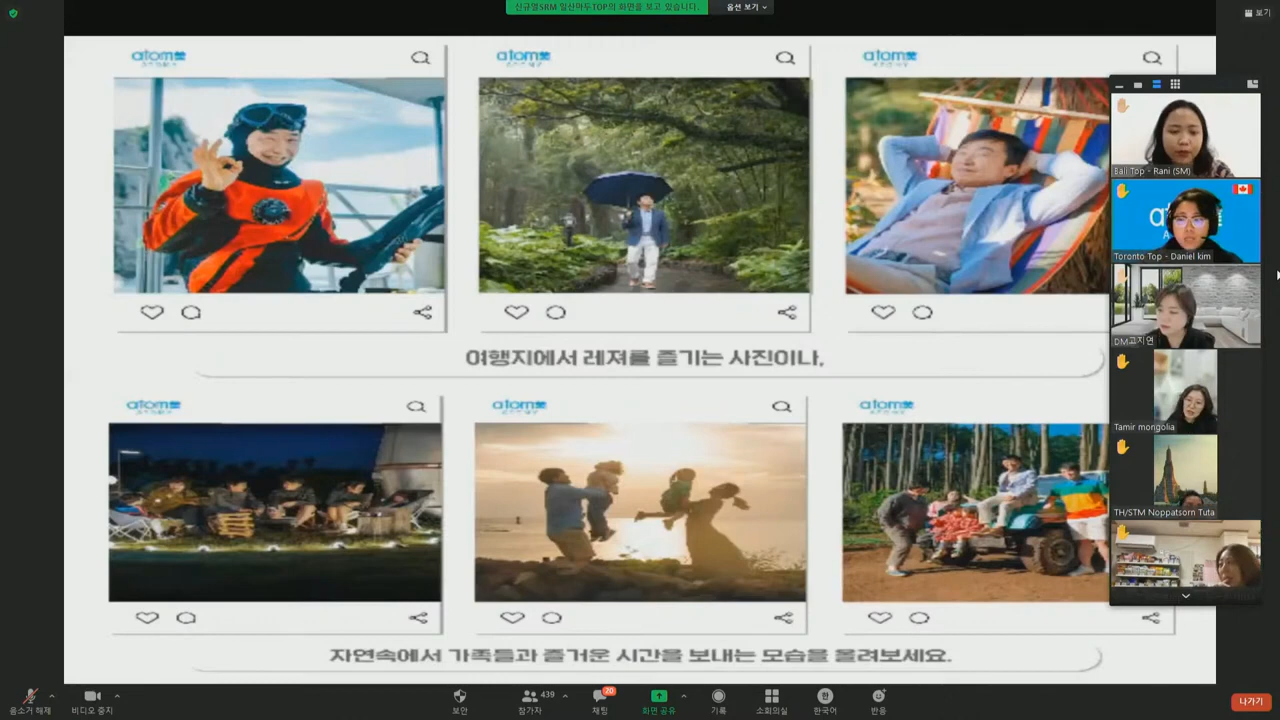 신규열SRM 일산마두TOP의 화면을 보고 있습니다.
옵션 보기
보기
atom美
atom美
atom美
여행지에서 레져를 즐기는 사진이나,
atom美
atom美
atom美
자연속에서 가족들과 즐거운 시간을 보내는 모습을 올려보세요.
Bali Top - Rani (SM)
Toronto Top - Daniel kim
DM고지연
Tamir mongolia
TH/STM Noppatsorn Tuta
음소거 해제
비디오 중지
보안
439
참가자
20
채팅
화면 공유
기록
소회의실
한
한국어
반응
나가기